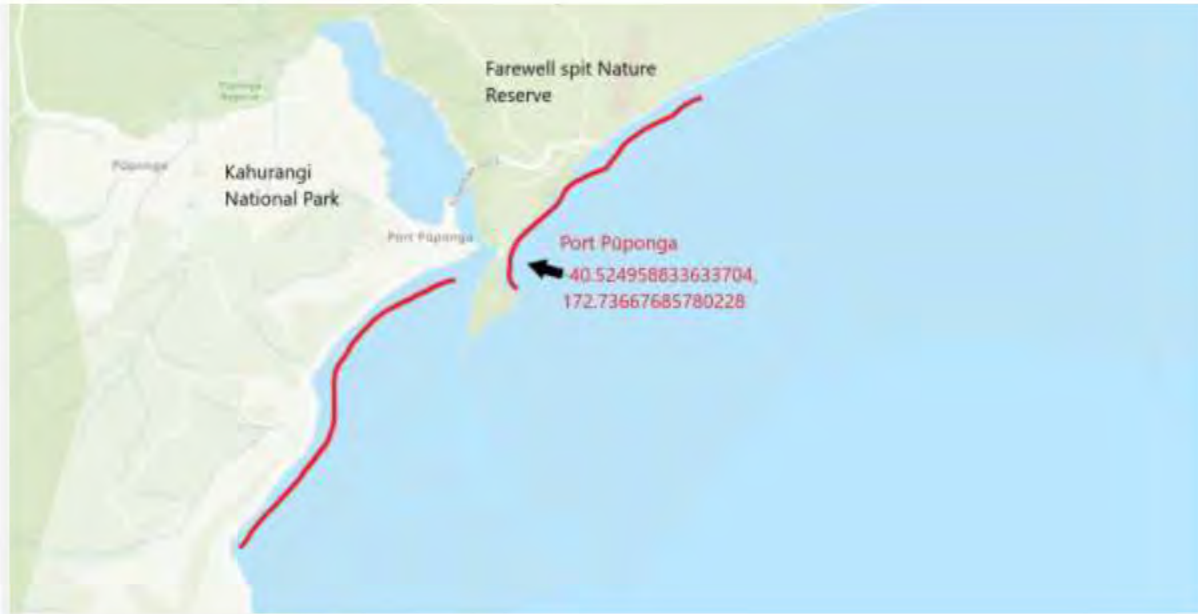 Farewell spit Nature
Reserve
Pūponga
Kahurangi
National Park
Port Pūponga
Port Pūponga
40.524958833633704,
172.73667685780228